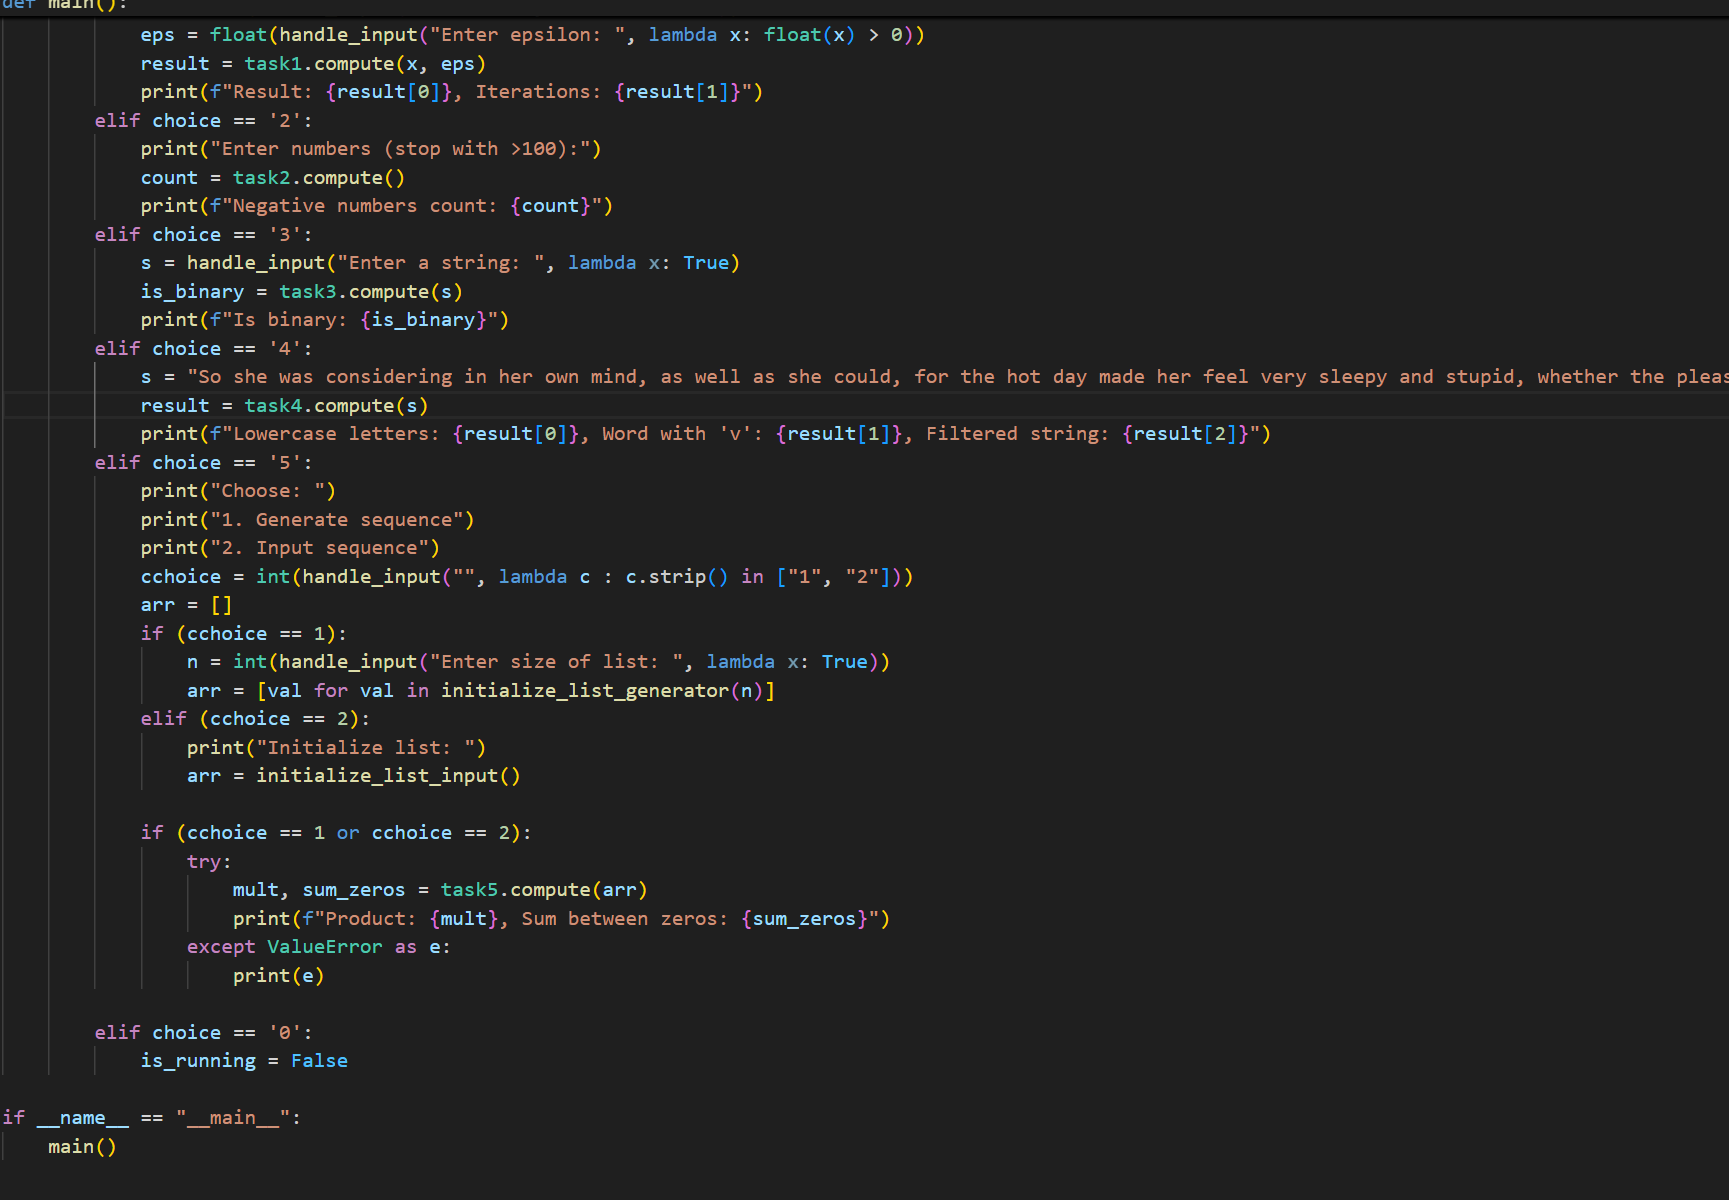 def main():
            eps = float(handle_input("Enter epsilon: ", lambda x: float(x) > 0))
            result = task1.compute(x, eps)
            print(f"Result: {result[0]}, Iterations: {result[1]}")
        elif choice == '2':
            print("Enter numbers (stop with >100):")
            count = task2.compute()
            print(f"Negative numbers count: {count}")
        elif choice == '3':
            s = handle_input("Enter a string: ", lambda x: True)
            is_binary = task3.compute(s)
            print(f"Is binary: {is_binary}")
        elif choice == '4':
            s = "So she was considering in her own mind, as well as she could, for the hot day made her feel very sleepy and stupid, whether the pleas
            result = task4.compute(s)
            print(f"Lowercase letters: {result[0]}, Word with 'v': {result[1]}, Filtered string: {result[2]}")
        elif choice == '5':
            print("Choose: ")
            print("1. Generate sequence")
            print("2. Input sequence")
            cchoice = int(handle_input("", lambda c : c.strip() in ["1", "2"]))
            arr = []
            if (cchoice == 1):
                n = int(handle_input("Enter size of list: ", lambda x: True))
                arr = [val for val in initialize_list_generator(n)]
            elif (cchoice == 2):
                print("Initialize list: ")
                arr = initialize_list_input()

            if (cchoice == 1 or cchoice == 2):
                try:
                    mult, sum_zeros = task5.compute(arr)
                    print(f"Product: {mult}, Sum between zeros: {sum_zeros}")
                except ValueError as e:
                    print(e)

        elif choice == '0':
            is_running = False

if __name__ == "__main__":
    main()